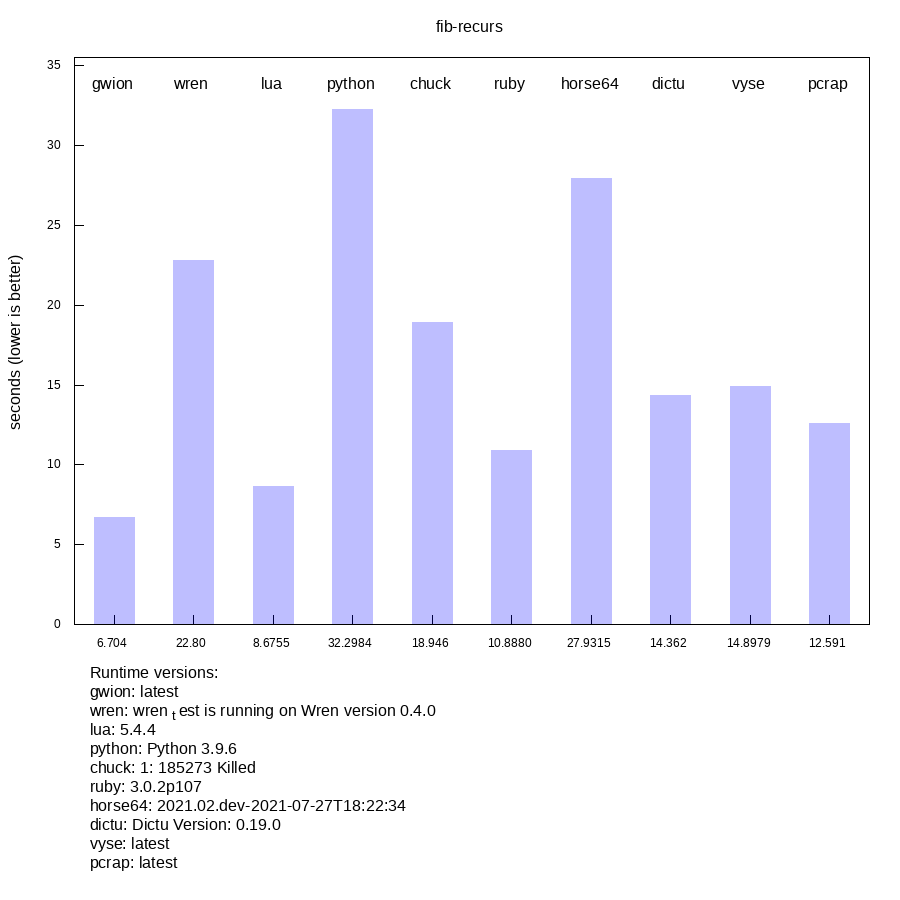 fib-recurs
35
gwion wren lua python chuck ruby horse64 dictu vyse pcrap
30
25
20
seconds (lower is better)
15
10
5
0
6.704 22.80 8.6755 32.2984 18.946 10.8880 27.9315 14.362 14.8979 12.591
Runtime versions:
gwion: latest
wren: wren t est is running on Wren version 0.4.0
lua: 5.4.4
python: Python 3.9.6
chuck: 1: 185273 Killed
ruby: 3.0.2p107
horse64: 2021.02.dev-2021-07-27T18:22:34
dictu: Dictu Version: 0.19.0
vyse: latest
pcrap: latest